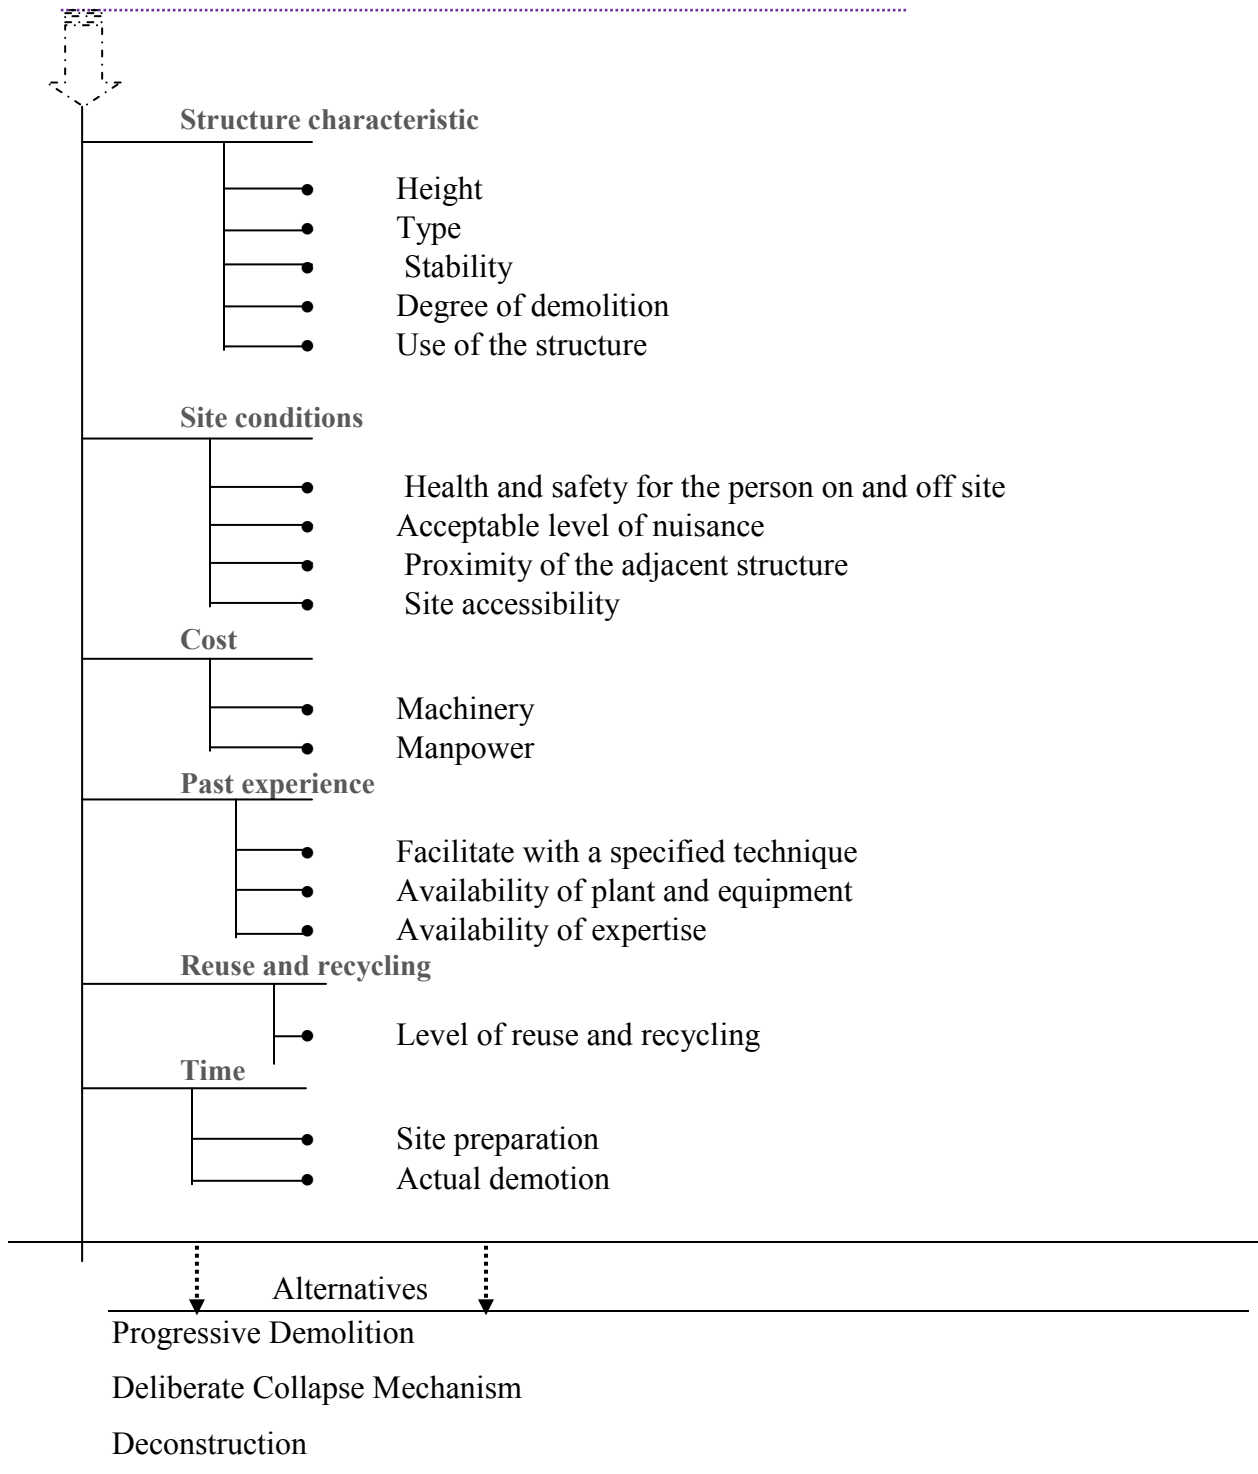 Structure characteristic
Height
Type
Stability
Degree of demolition
Use of the structure
Site conditions
Health and safety for the person on and off site
Acceptable level of nuisance
Proximity of the adjacent structure
Site accessibility
Cost
Machinery
Manpower
Past experience
Facilitate with a specified technique
Availability of plant and equipment
Availability of expertise
Reuse and recycling
Level of reuse and recycling
Time
Site preparation
Actual demotion
Alternatives
Progressive Demolition
Deliberate Collapse Mechanism
Deconstruction